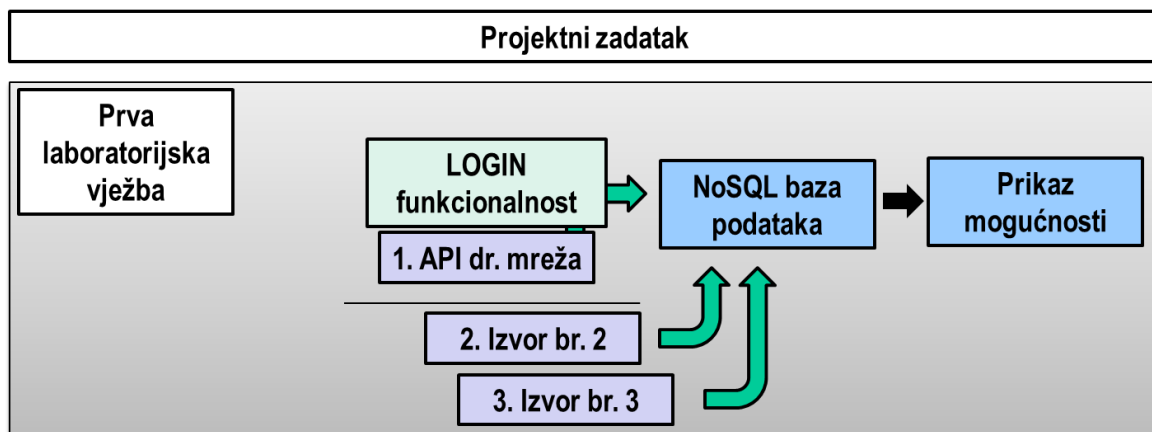 Projektni zadatak
Prva
laboratorijska
vježba
LOGIN
funkcionalnost
1. API dr. mreža
NoSQL baza
podataka
Prikaz
mogućnosti
2. Izvor br. 2
3. Izvor br. 3